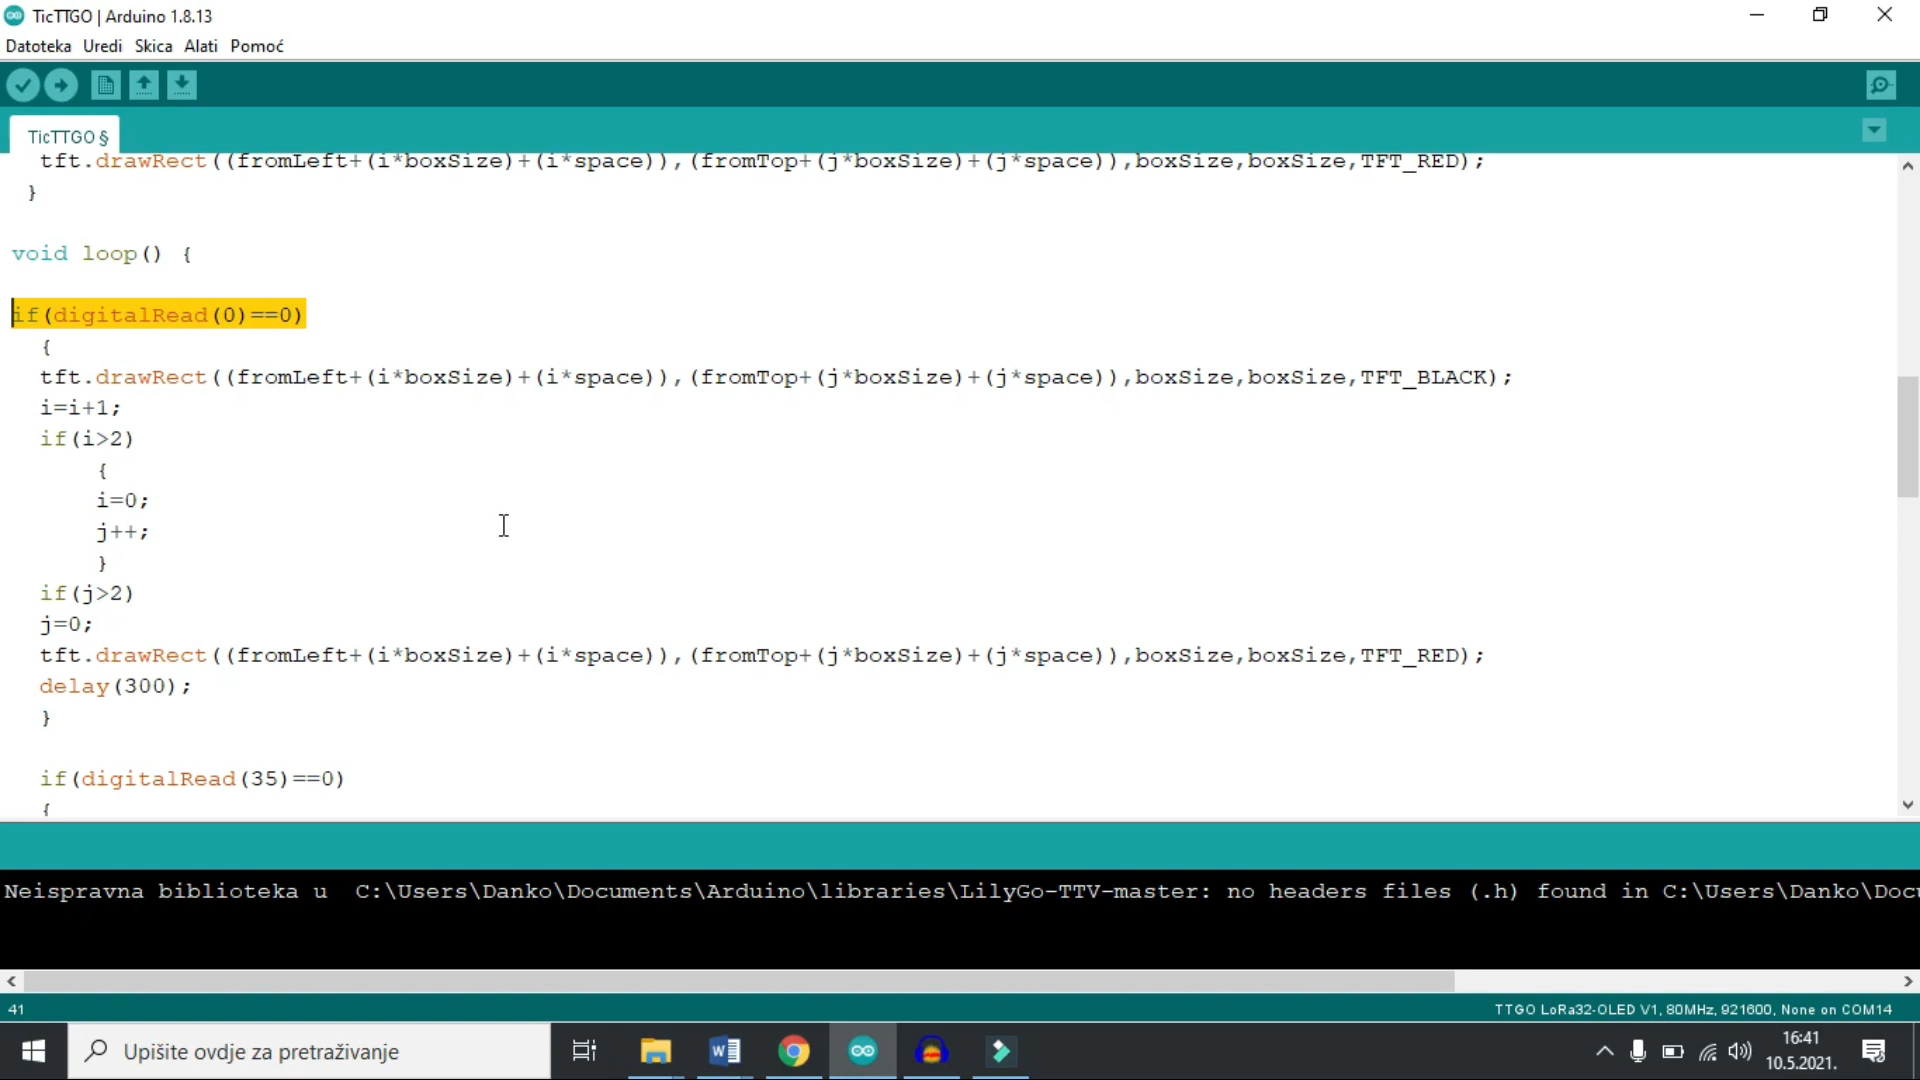 TicTTGO | Arduino 1.8.13
Datoteka Uredi Skica Alati Pomoć
TicTTGO §
tft.drawRect((fromLeft+(i*boxSize)+(i*space)),(fromTop+(j*boxSize)+(j*space)),boxSize,boxSize,TFT_RED);
}
void loop() {
if(digitalRead(0)==0)
{
tft.drawRect((fromLeft+(i*boxSize)+(i*space)),(fromTop+(j*boxSize)+(j*space)),boxSize,boxSize,TFT_BLACK);
i=i+1;
if(i>2)
{
i=0;
j++;
}
if(j>2)
j=0;
tft.drawRect((fromLeft+(i*boxSize)+(i*space)),(fromTop+(j*boxSize)+(j*space)),boxSize,boxSize,TFT_RED);
delay(300);
}
if(digitalRead(35)==0)
{
Neispravna biblioteka u C:\Users\Danko\Documents\Arduino\libraries\LilyGo-TTV-master: no headers files (.h) found in C:\Users\Danko\Docu
41
TTGO LoRa32-OLED V1, 80MHz, 921600, None on COM14
Upišite ovdje za pretraživanje
16:41
10.5.2021.